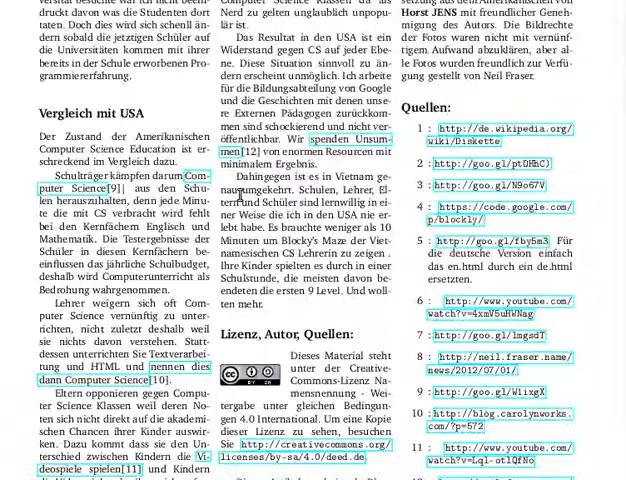 versität besuchte war ich nicht beein-
druckt davon was die Studenten dort
taten. Doch dies wird sich schenll än-
dern sobald die jetztigen Schüler auf
die Universitäten kommen mit ihrer
bereits in der Schule erworbenen Pro-
grammiererfahrung.
Vergleich mit USA
Der Zustand der Amerikanischen
Computer Science Education ist er-
schreckend im Vergleich dazu.
Schulträger kämpfen darum Com-
puter Science[9]| aus den Schu-
len herauszuhalten, denn jede Minu-
te die mit CS verbracht wird fehlt
bei den Kernfächern Englisch und
Mathematik. Die Testergebnisse der
Schüler in diesen Kernfächern be-
einflussen das jährliche Schulbudget,
deshalb wird Computerunterricht als
Bedrohung wahrgenommen.
Lehrer weigern sich oft Com-
puter Science vernünftig zu unter-
richten, nicht zuletzt deshalb weil
sie nichts davon verstehen. Statt-
dessen unterrichten Sie Textverarbei-
tung und HTML und nennen dies
dann Computer Science[10].
Eltern opponieren gegen Compu-
ter Science Klassen weil deren No-
ten sich nicht direkt auf die akademi-
schen Chancen ihrer Kinder auswir-
ken. Dazu kommt dass sie den Un-
terschied zwischen Kindern die Vi-
deospiele spielen[11] und Kindern
Computer Science Klassen da als
Nerd zu gelten unglaublich unpopu-
lär ist.
Das Resultat in den USA ist ein
Widerstand gegen CS auf jeder Ebe-
ne. Diese Situation sinnvoll zu än-
dern erscheint unmöglich. Ich arbeite
für die Bildungsabteilung von Google
und die Geschichten mit denen unse-
re Externen Pädagogen zurückkom-
men sind schockierend und nicht ver-
öffentlichbar. Wir spenden Unsum-
men[12] von enormen Resourcen mit
minimalem Ergebnis.
Dahingegen ist es in Vietnam ge-
nau umgekehrt. Schulen, Lehrer, El-
tern und Schüler sind lernwillig in ei-
ner Weise die ich in den USA nie er-
lebt habe. Es brauchte weniger als 10
Minuten um Blocky's Maze der Viet-
namesischen CS Lehrerin zu zeigen .
Ihre Kinder spielten es durch in einer
Schulstunde, die meisten davon be-
endeten die ersten 9 Level. Und woll-
ten mehr.
Lizenz, Autor, Quellen:
cc BY SA
Dieses Material steht
unter der Creative-
Commons-Lizenz Na-
mensnennung - Wei-
tergabe unter gleichen Bedingun-
gen 4.0 International. Um eine Kopie
dieser Lizenz zu sehen, besuchen
Sie http://creativecommons.org/
licenses/by-sa/4.0/deed.de.
setzung aus dem Amerikanischen von
Horst JENS mit freundlicher Geneh-
migung des Autors. Die Bildrechte
der Fotos waren nicht mit vernünf-
tigem Aufwand abzuklären, aber al-
le Fotos wurden freundlich zur Verfü-
gung gestellt von Neil Fraser.
Quellen:
1 : http://de.wikipedia.org/
wiki/Diskette
2 : http://goo.gl/ptOHhC)
3 : http://goo.gl/N9o67V
4 : https://code.google.com/
p/blockly/
5 : http://goo.gl/fby5m3 Für
die deutsche Version einfach
das en.html durch ein de.html
ersetzten.
6 : http://www.youtube.com/
watch?v=4xmV5uHWNag
7 : http://goo.gl/lmgsdT
8 : http://neil.fraser.name/
news/2012/07/01/
9 : http://goo.gl/W1ixgX
10 : http://blog.carolynworks.
com/?p=572
11 : http://www.youtube.com/
watch?v=Lql-otlQfNo